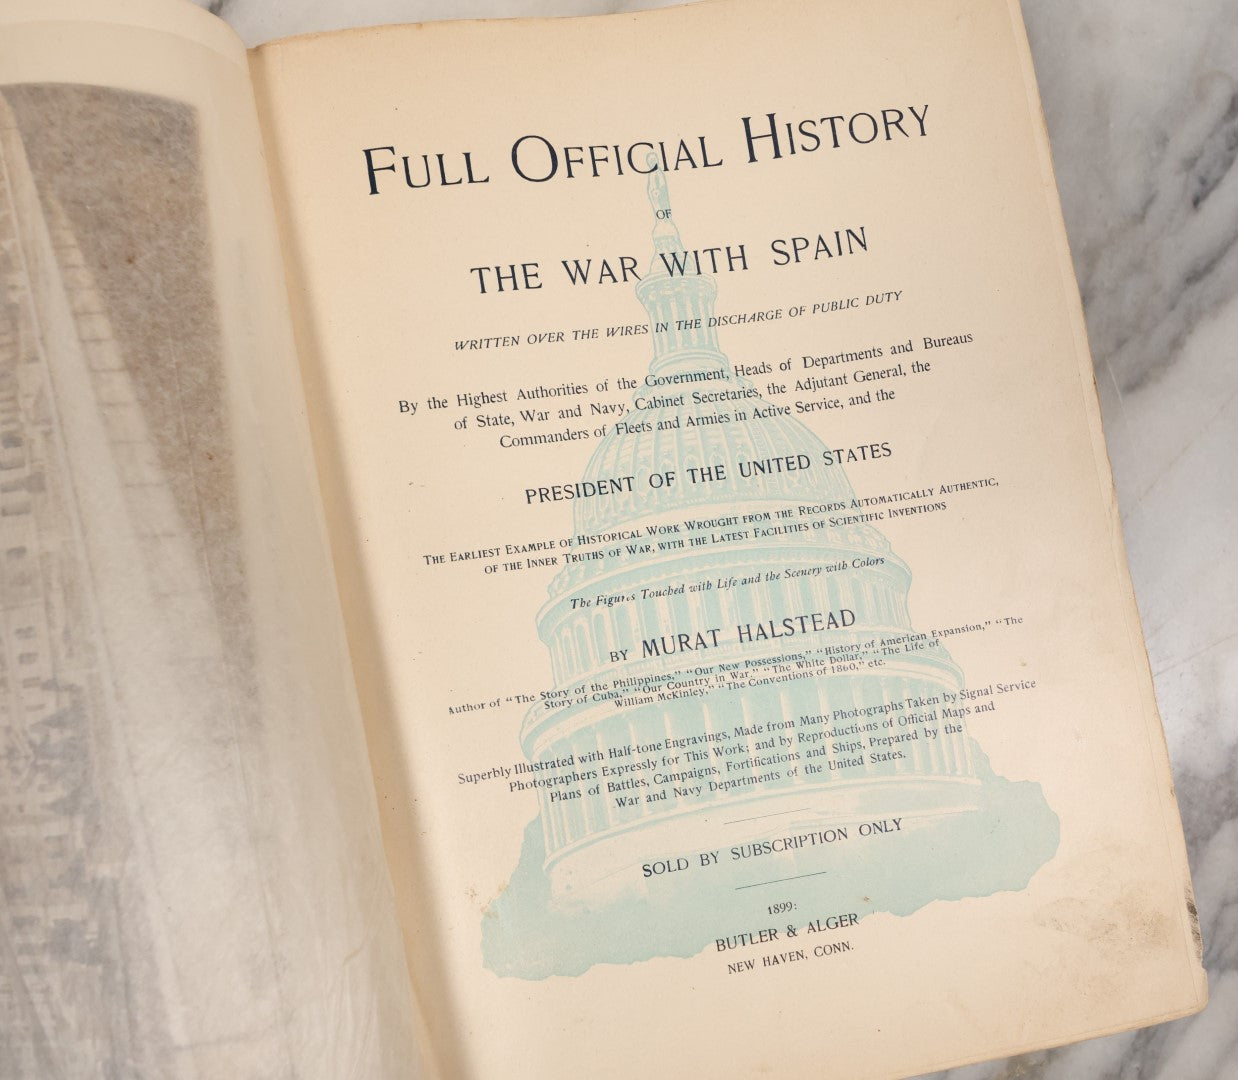 FULL OFFICIAL HISTORY
OF
THE WAR WITH SPAIN
WRITTEN OVER THE WIRES IN THE DISCHARGE OF PUBLIC DUTY
By the Highest Authorities of the Government, Heads of Departments and Bureaus
of State, War and Navy, Cabinet Secretaries, the Adjutant General, the
Commanders of Fleets and Armies in Active Service, and the
PRESIDENT OF THE UNITED STATES
THE EARLIEST EXAMPLE OF HISTORICAL WORK WROUGHT FROM THE RECORDS AUTOMATICALLY AUTHENTIC,
OF THE INNER TRUTHS OF WAR, WITH THE LATEST FACILITIES OF SCIENTIFIC INVENTIONS
The Figures Touched with Life and the Scenery with Colors
BY MURAT HALSTEAD
Author of "The Story of the Philippines," "Our New Possessions," "History of American Expansion," "The
Story of Cuba," "Our Country in War," "The White Dollar," "The Life of
William McKinley," "The Conventions of 1860," etc.
Superbly Illustrated with Half-tone Engravings, Made from Many Photographs Taken by Signal Service
Photographers Expressly for This Work; and by Reproductions of Official Maps and
Plans of Battles, Campaigns, Fortifications and Ships, Prepared by the
War and Navy Departments of the United States.
SOLD BY SUBSCRIPTION ONLY
1899:
BUTLER & ALGER
NEW HAVEN, CONN.